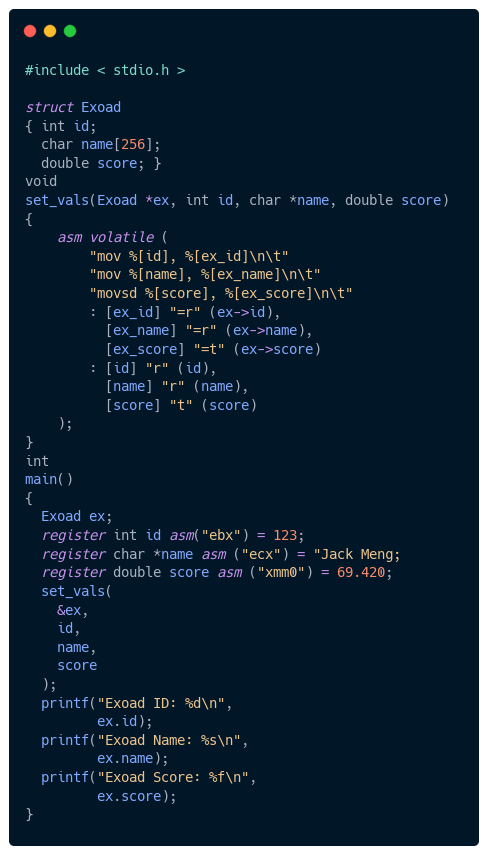 #include < stdio.h >

struct Exoad
{ int id;
  char name[256];
  double score; }
void
set_vals(Exoad *ex, int id, char *name, double score)
{
    asm volatile (
        "mov %[id], %[ex_id]\n\t"
        "mov %[name], %[ex_name]\n\t"
        "movsd %[score], %[ex_score]\n\t"
        : [ex_id] "=r" (ex->id),
          [ex_name] "=r" (ex->name),
          [ex_score] "=t" (ex->score)
        : [id] "r" (id),
          [name] "r" (name),
          [score] "t" (score)
    );
}
int
main()
{
  Exoad ex;
  register int id asm("ebx") = 123;
  register char *name asm ("ecx") = "Jack Meng;
  register double score asm ("xmm0") = 69.420;
  set_vals(
    &ex,
    id,
    name,
    score
  );
  printf("Exoad ID: %d\n",
         ex.id);
  printf("Exoad Name: %s\n",
         ex.name);
  printf("Exoad Score: %f\n",
         ex.score);
}